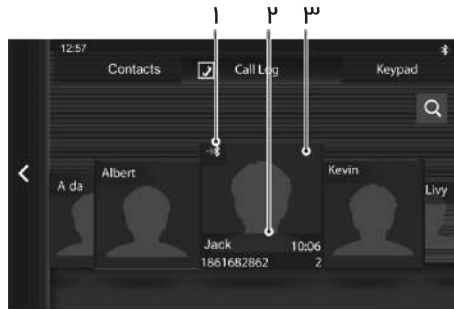 ۱ ۲ ۳
12:57
Contacts Call Log Keypad
A da Albert Kevin Livy
Jack 10:06
1861682862 2